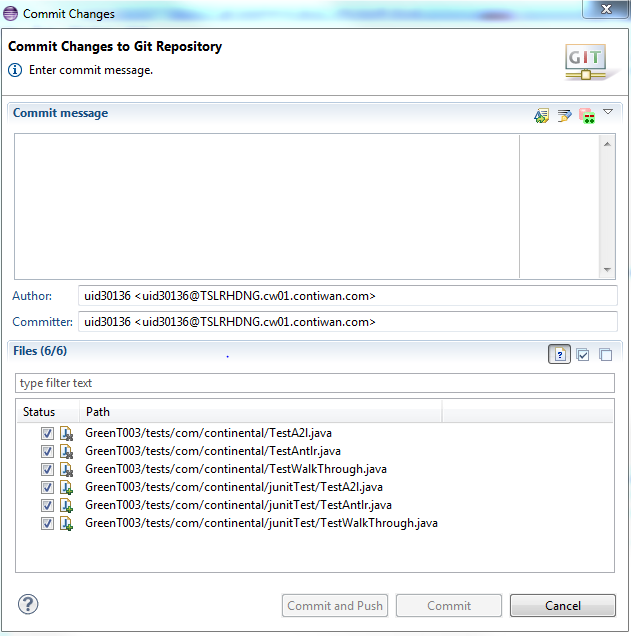 Commit Changes
Commit Changes to Git Repository
Enter commit message.
GIT
Commit message
Author: uid30136 <uid30136@TSLRHDNG.cw01.contiwan.com>
Committer: uid30136 <uid30136@TSLRHDNG.cw01.contiwan.com>
Files (6/6)
type filter text
Status Path
GreenT003/tests/com/continental/TestA2l.java
GreenT003/tests/com/continental/TestAntlr.java
GreenT003/tests/com/continental/TestWalkThrough.java
GreenT003/tests/com/continental/junitTest/TestA2l.java
GreenT003/tests/com/continental/junitTest/TestAntlr.java
GreenT003/tests/com/continental/junitTest/TestWalkThrough.java
Commit and Push Commit Cancel